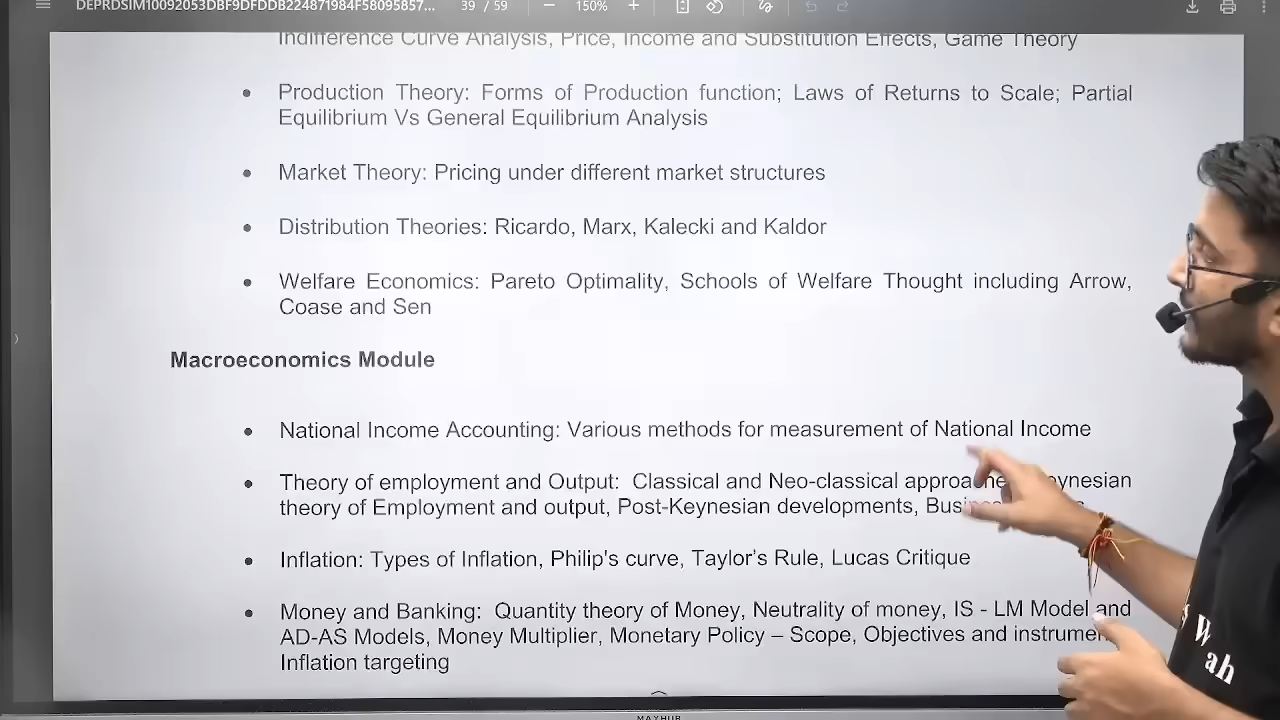 DEPRDSIM10092053DBF9DFDDB224871984F58095857... 39 / 59 150%
Indifference Curve Analysis, Price, Income and Substitution Effects, Game Theory
• Production Theory: Forms of Production function; Laws of Returns to Scale; Partial
Equilibrium Vs General Equilibrium Analysis
• Market Theory: Pricing under different market structures
• Distribution Theories: Ricardo, Marx, Kalecki and Kaldor
• Welfare Economics: Pareto Optimality, Schools of Welfare Thought including Arrow,
Coase and Sen
Macroeconomics Module
• National Income Accounting: Various methods for measurement of National Income
• Theory of employment and Output: Classical and Neo-classical
theory of Employment and output, Post-Keynesian developments,
• Inflation: Types of Inflation, Philip's curve, Taylor's Rule, Lucas Critique
• Money and Banking: Quantity theory of Money, Neutrality of money, IS - LM Model and
AD-AS Models, Money Multiplier, Monetary Policy – Scope, Objectives and
Inflation targeting
MAXHUB
W
ah